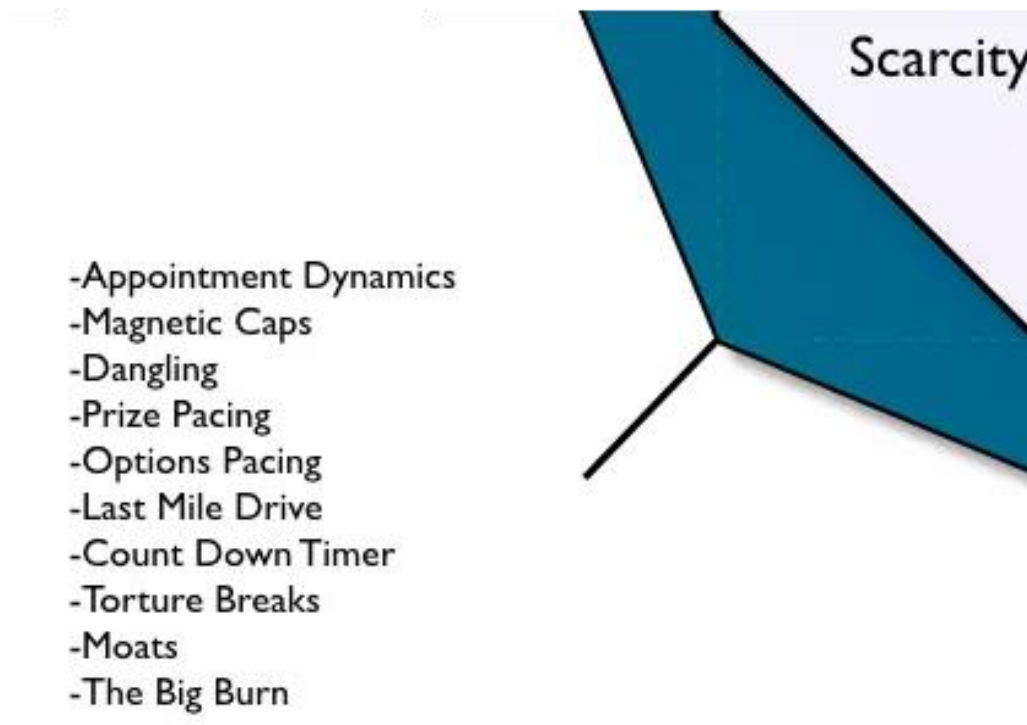 Scarcity
-Appointment Dynamics
-Magnetic Caps
-Dangling
-Prize Pacing
-Options Pacing
-Last Mile Drive
-Count Down Timer
-Torture Breaks
-Moats
-The Big Burn